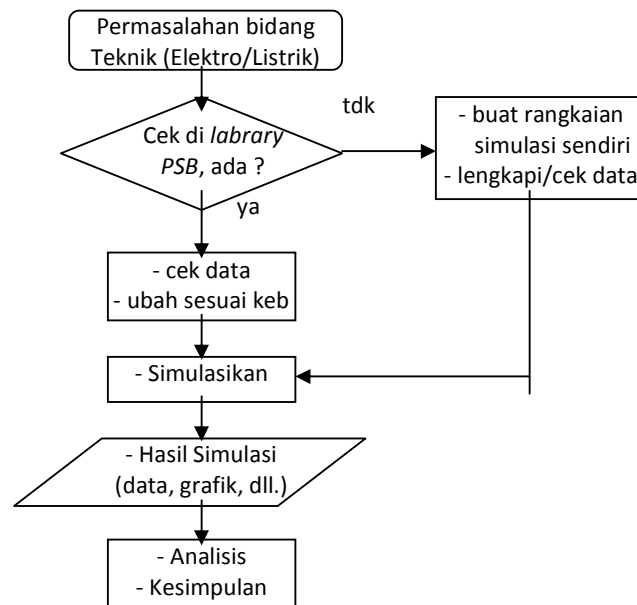 Permasalahan bidang
Teknik (Elektro/Listrik)
tdk
Cek di labrary
PSB, ada ?
- buat rangkaian
simulasi sendiri
- lengkapi/cek data
ya
- cek data
- ubah sesuai keb
- Simulasikan
- Hasil Simulasi
(data, grafik, dll.)
- Analisis
- Kesimpulan